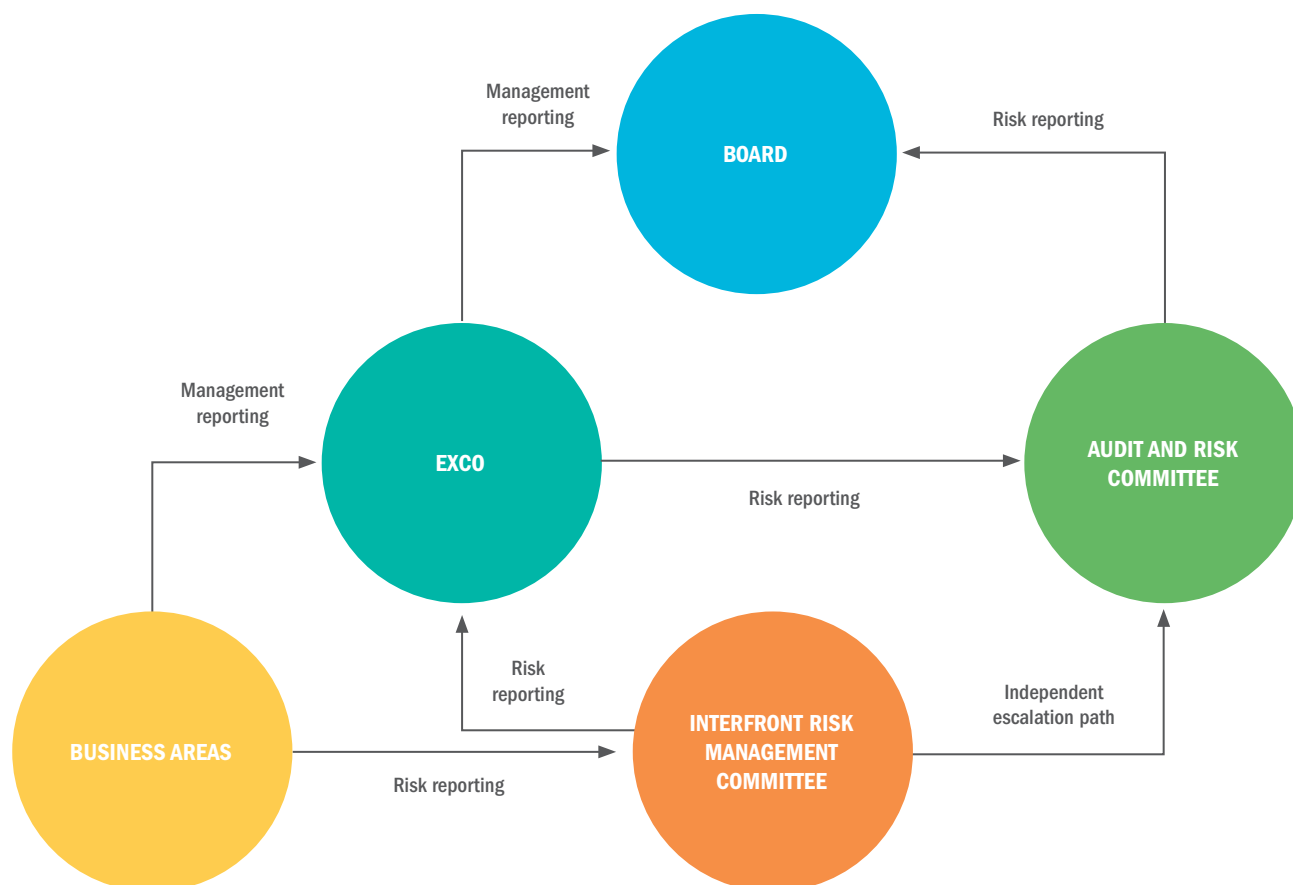 Management
reporting
Risk reporting
BOARD
Management
reporting
EXCO
AUDIT AND RISK
COMMITTEE
Risk reporting
Risk
reporting
Independent
escalation path
BUSINESS AREAS
INTERFRONT RISK
MANAGEMENT
COMMITTEE
Risk reporting